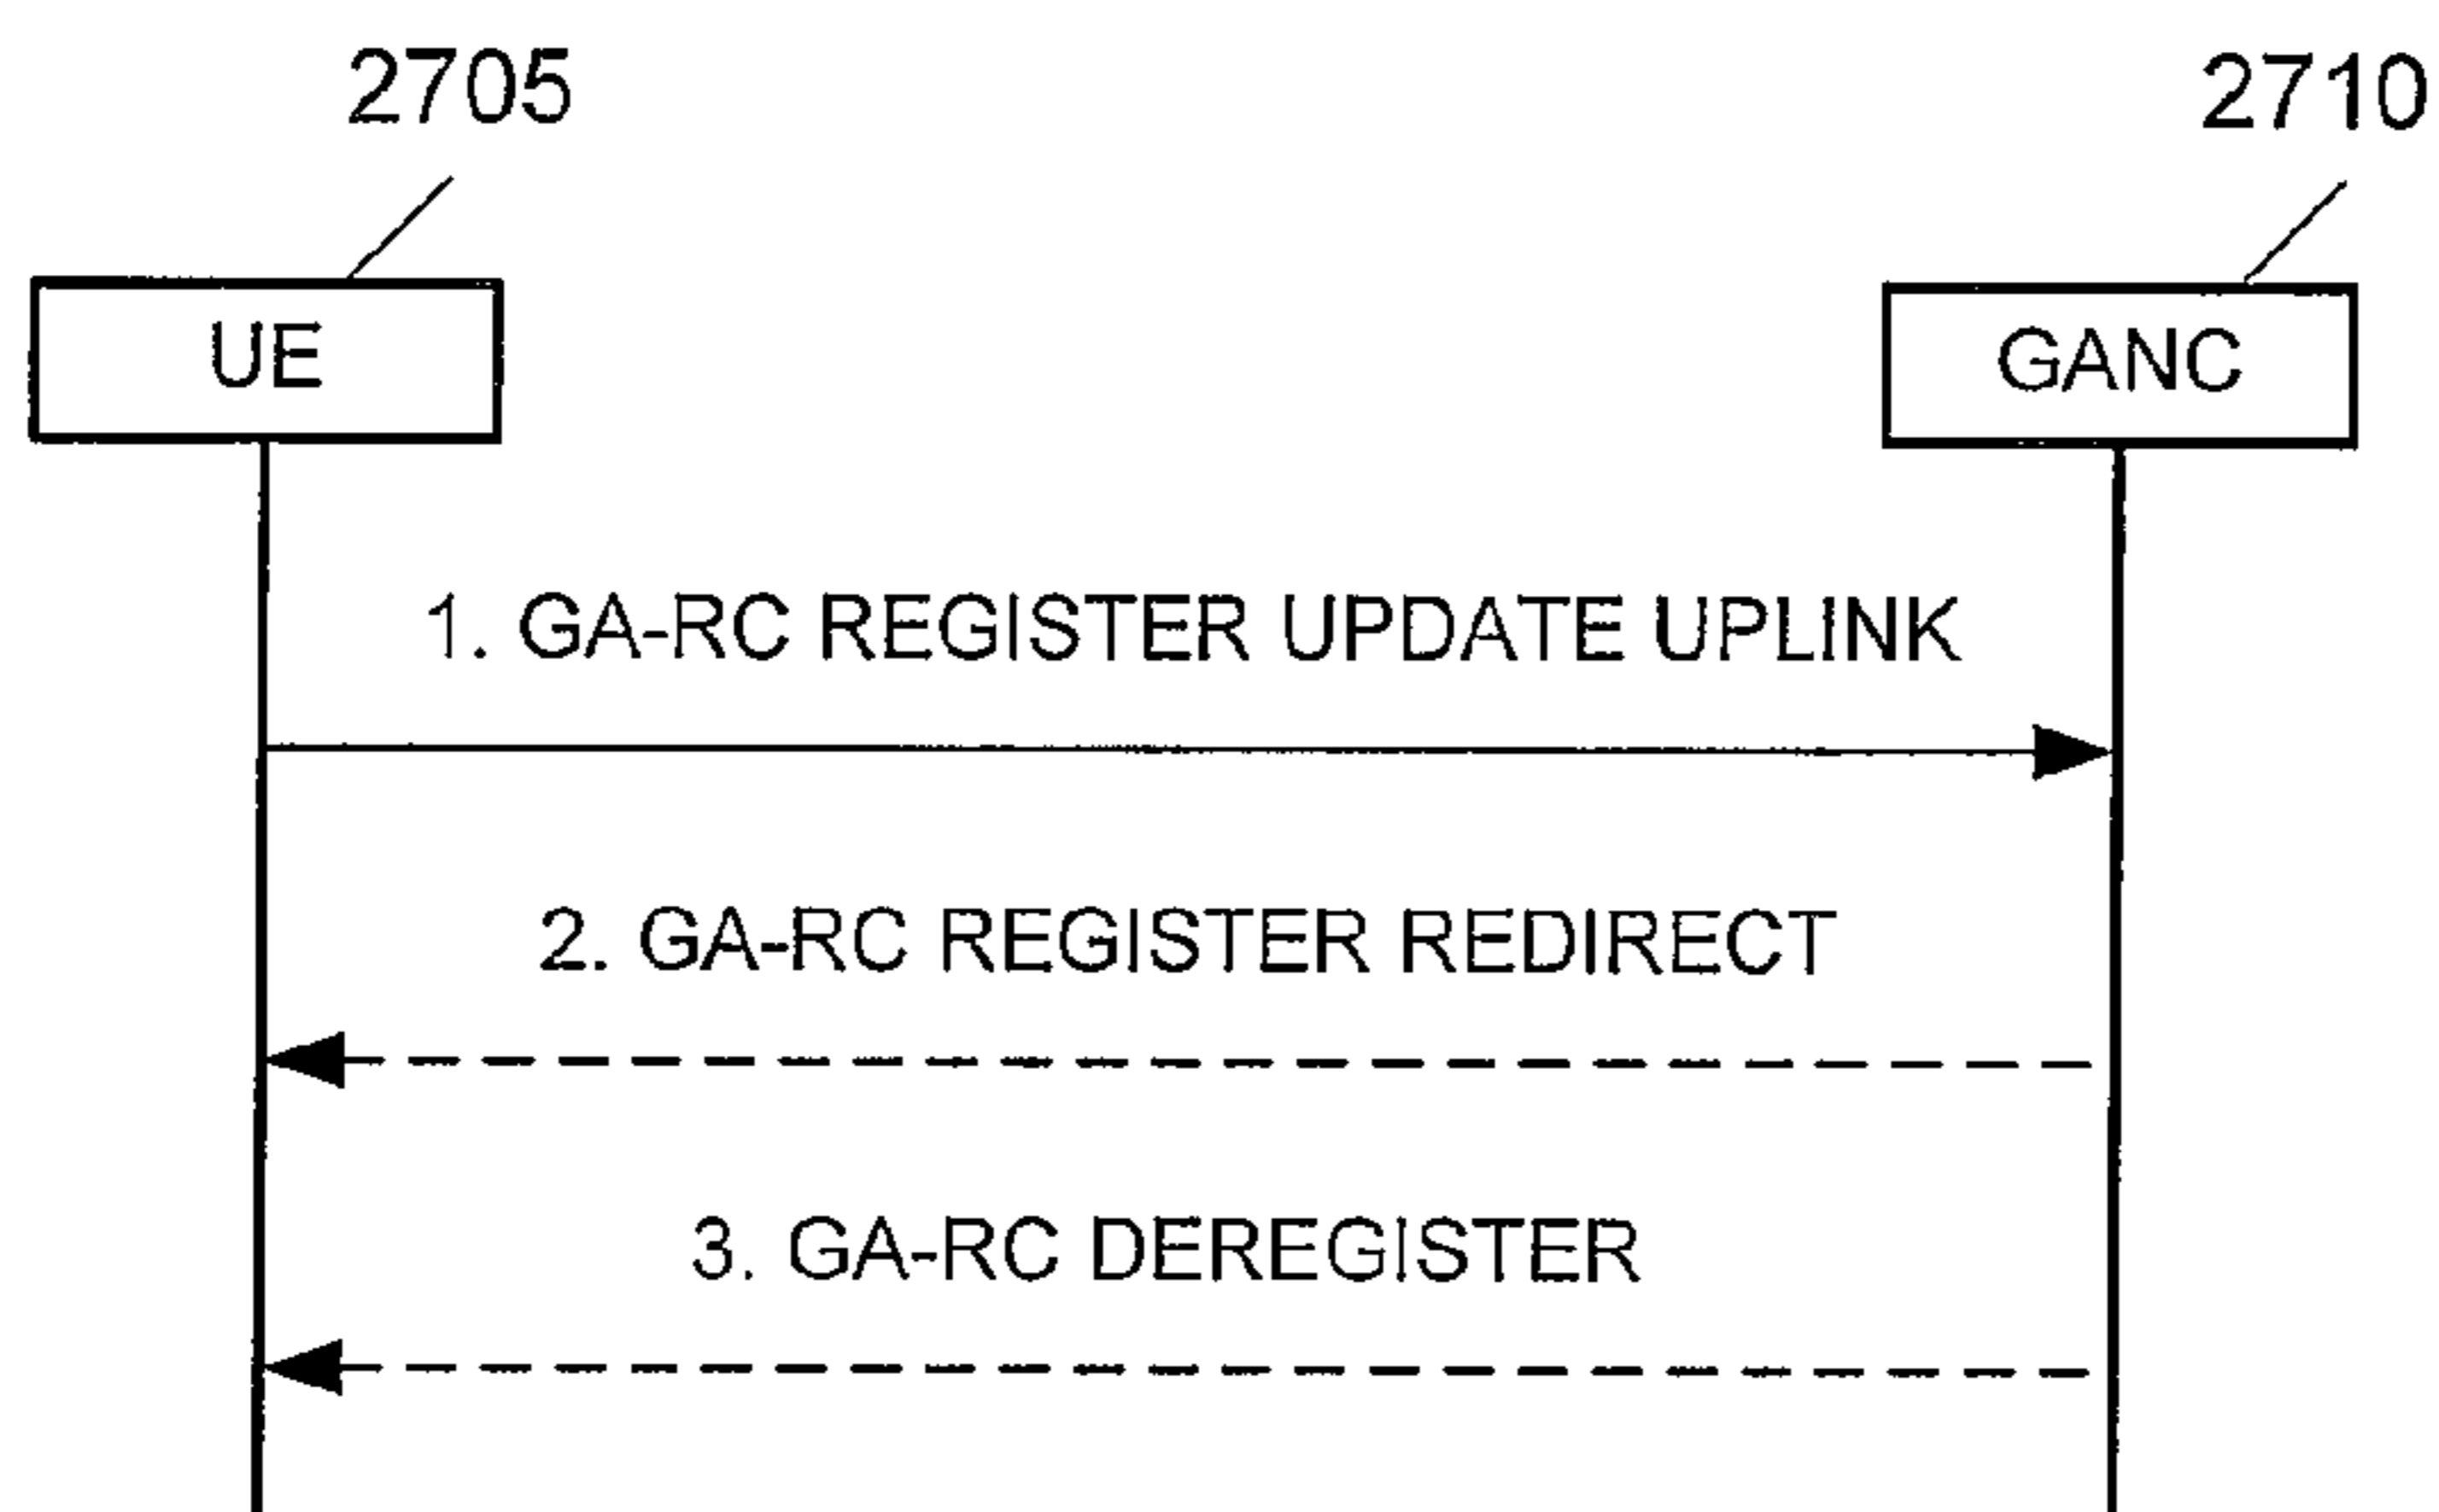 2705
2710
UE
GANC
1. GA-RC REGISTER UPDATE UPLINK
2. GA-RC REGISTER REDIRECT
3. GA-RC DEREGISTER